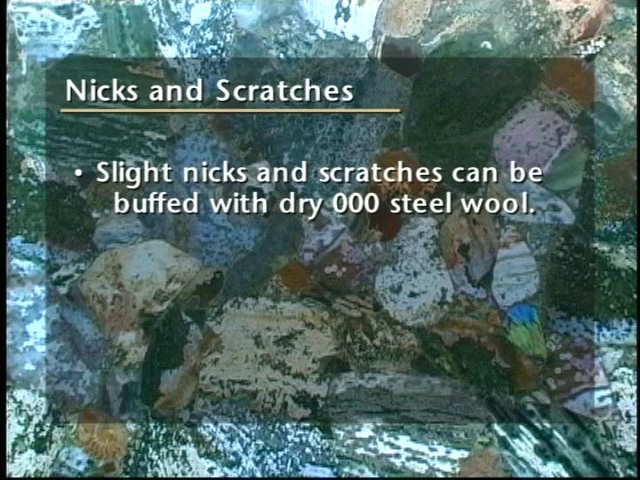 Nicks and Scratches
• Slight nicks and scratches can be
buffed with dry 000 steel wool.